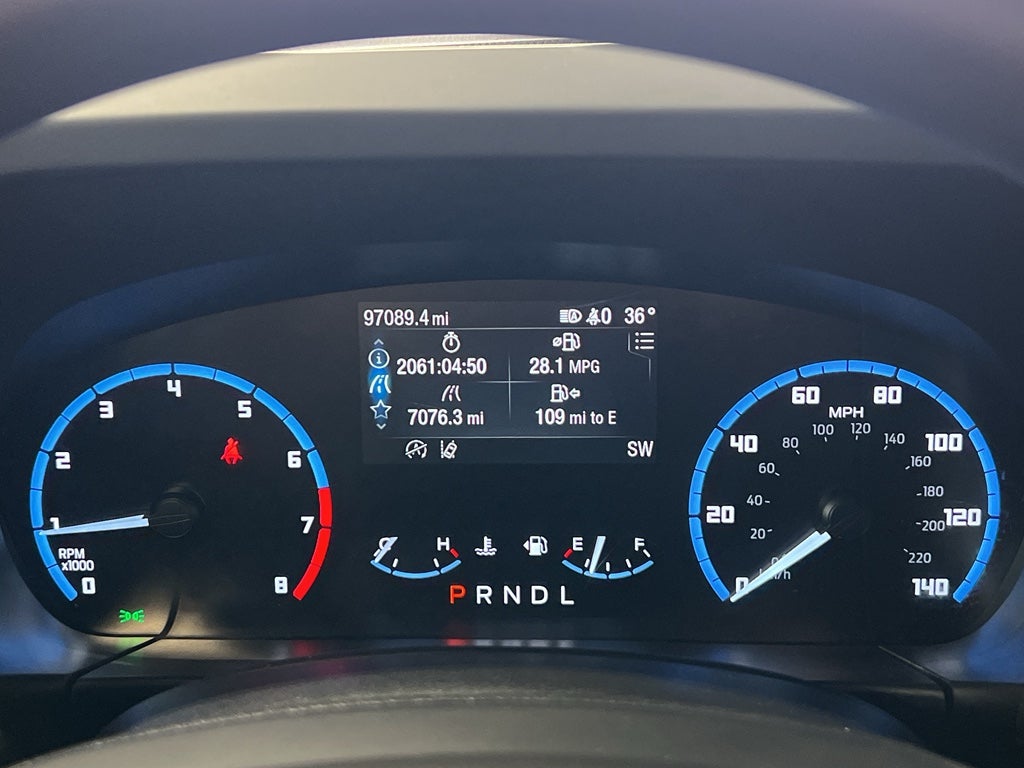 97089.4 mi 0 36°
2061:04:50 28.1 MPG
7076.3 mi 109 mi to E
SW
0 1 2 3 4 5 6 7 8
RPM
x1000
0 20 40 60 80 100 120 140
MPH
20 40 60 80 100 120 140 160 180 200 220
km/h
C H E F
P R N D L